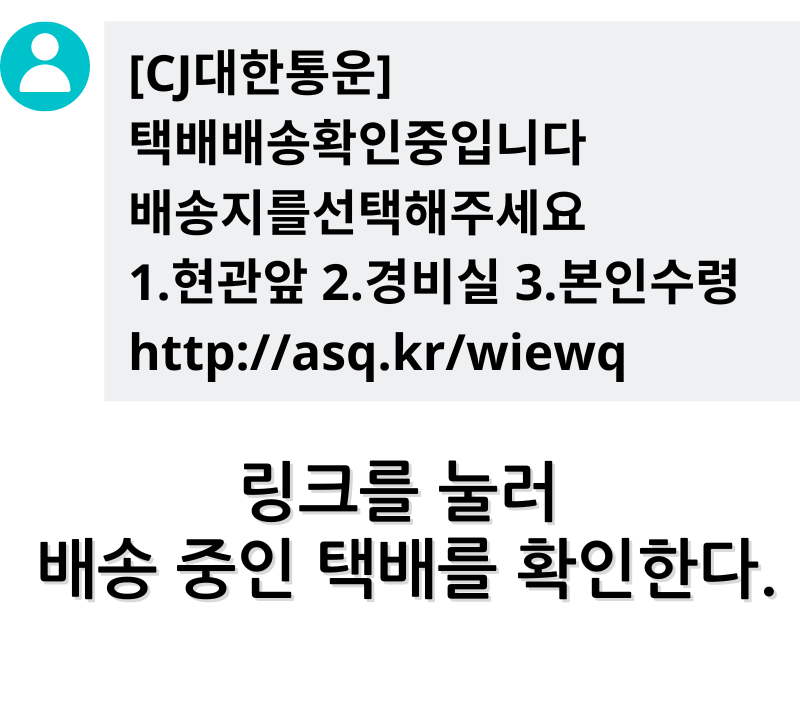 [CJ대한통운]
택배배송확인중입니다
배송지를선택해주세요
1.현관앞 2.경비실 3.본인수령
http://asq.kr/wiewq
링크를 눌러
배송 중인 택배를 확인한다.